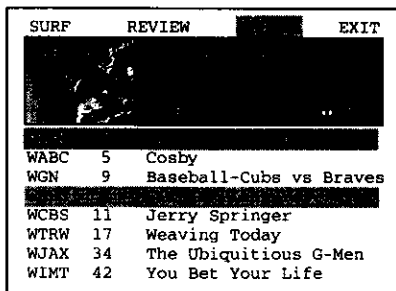 SURF REVIEW EXIT
WABC 5 Cosby
WGN 9 Baseball-Cubs vs Braves
WCBS 11 Jerry Springer
WTRW 17 Weaving Today
WJAX 34 The Ubiquitious G-Men
WIMT 42 You Bet Your Life